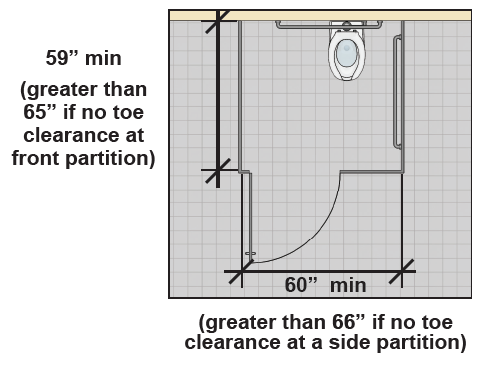 59” min
(greater than
65” if no toe
clearance at
front partition)
60” min
(greater than 66” if no toe
clearance at a side partition)